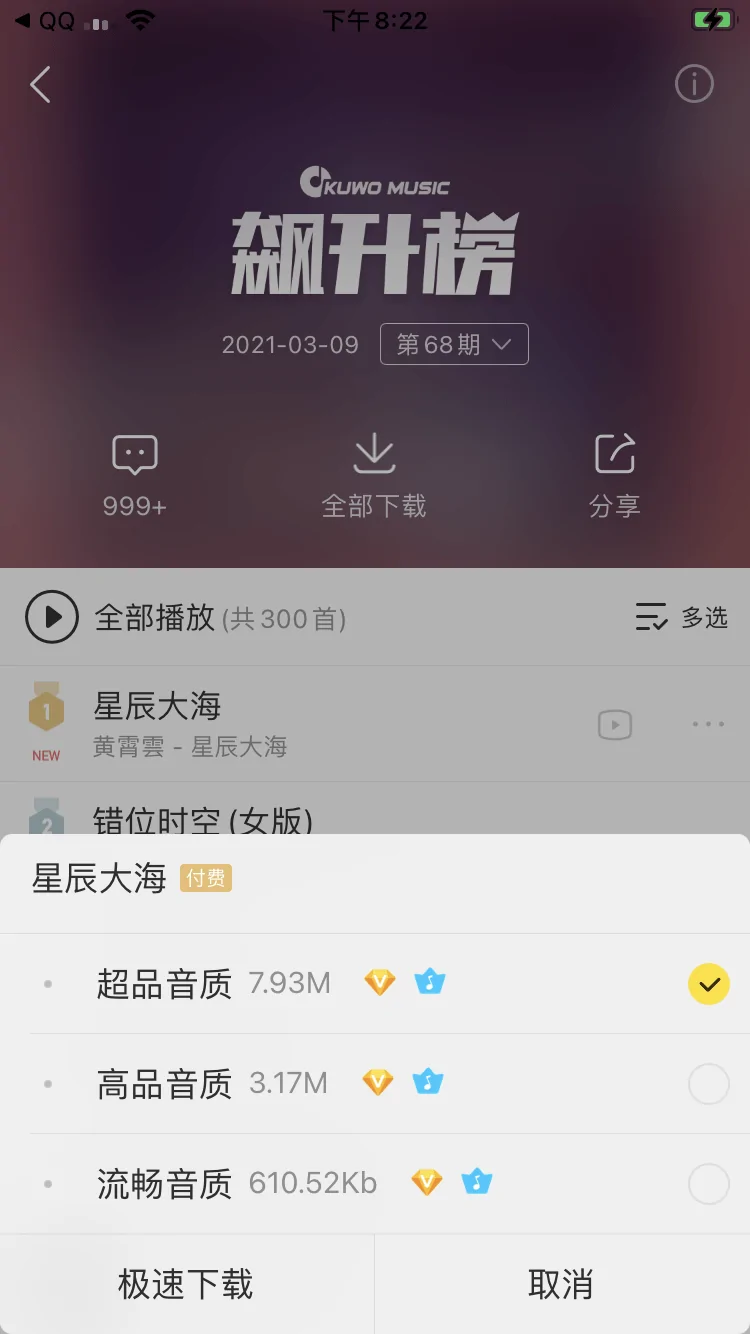 QQ 下午8:22
KUWO MUSIC
飙升榜
2021-03-09 第68期
999+ 全部下载 分享
全部播放(共300首) 多选
1 星辰大海
NEW 黄霄雲 - 星辰大海
2 错位时空(女版)
星辰大海 付费
超品音质 7.93M
高品音质 3.17M
流畅音质 610.52Kb
极速下载 取消